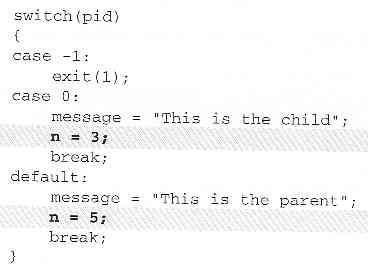 switch(pid)
{
case -1:
    exit(1);
case 0:
    message = "This is the child";
    n = 3;
    break;
default:
    message = "This is the parent";
    n = 5;
    break;
}